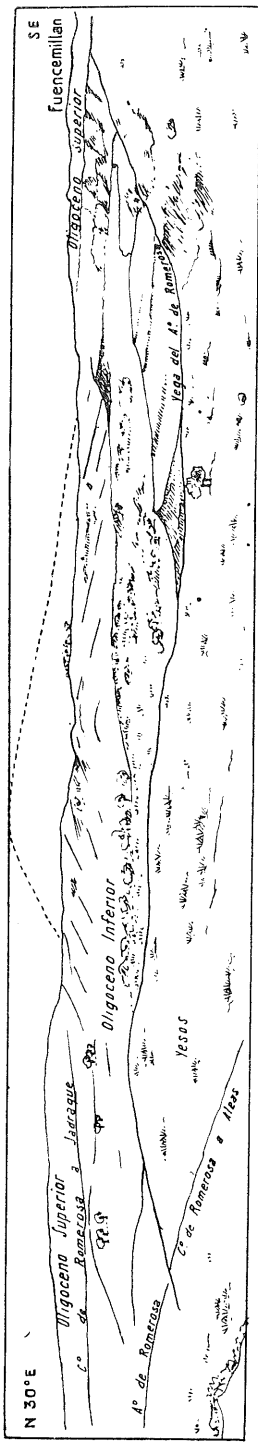 N 30° E
SE
Fuencemillan
Oligoceno Superior
Oligoceno Superior
Cº de Romerosa a Jadraque
Oligoceno Inferior
Vega del Aº de Romerosa
Aº de Romerosa
Yesos
Cº de Romerosa a Aleas